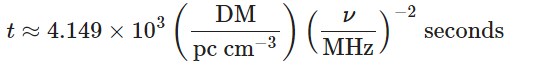 t ≈ 4.149 × 10³ (DM / pc cm⁻³) (ν / MHz)⁻² seconds